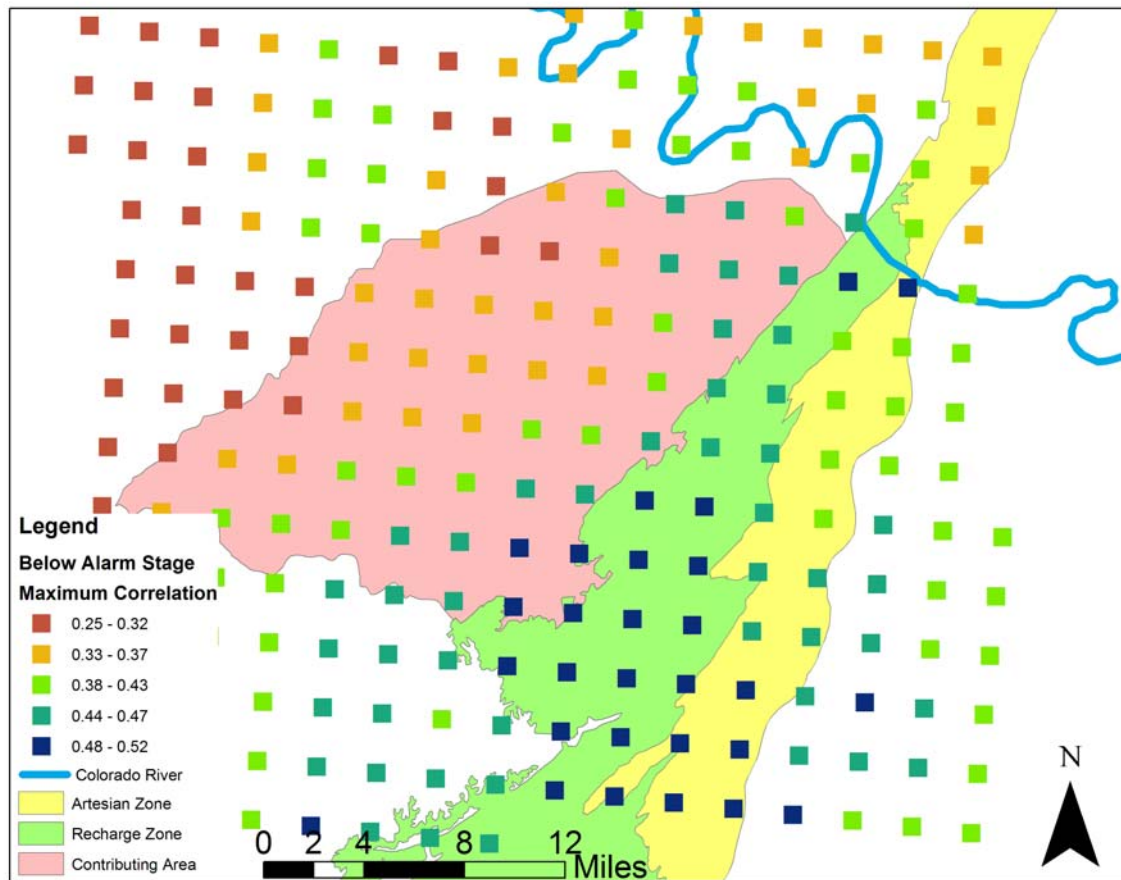 Legend
Below Alarm Stage
Maximum Correlation
0.25 - 0.32
0.33 - 0.37
0.38 - 0.43
0.44 - 0.47
0.48 - 0.52
Colorado River
Artesian Zone
Recharge Zone
Contributing Area
0 2 4 8 12
Miles
N